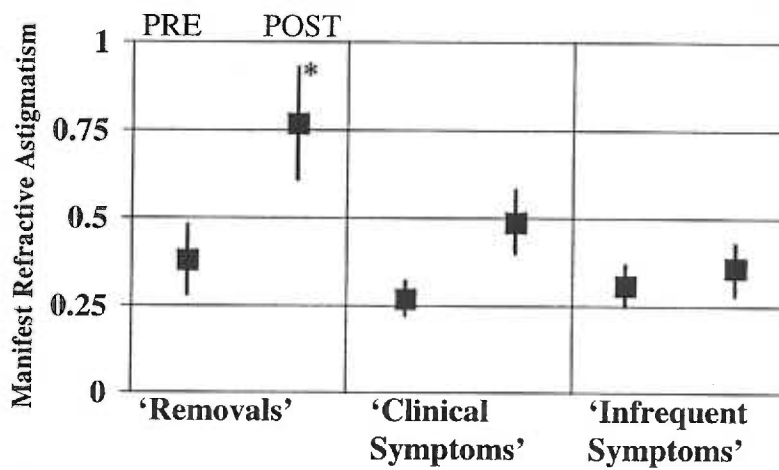 PRE POST
1
0.75
0.5
0.25
0
*
Manifest Refractive Astigmatism
'Removals'
'Clinical
Symptoms'
'Infrequent
Symptoms'